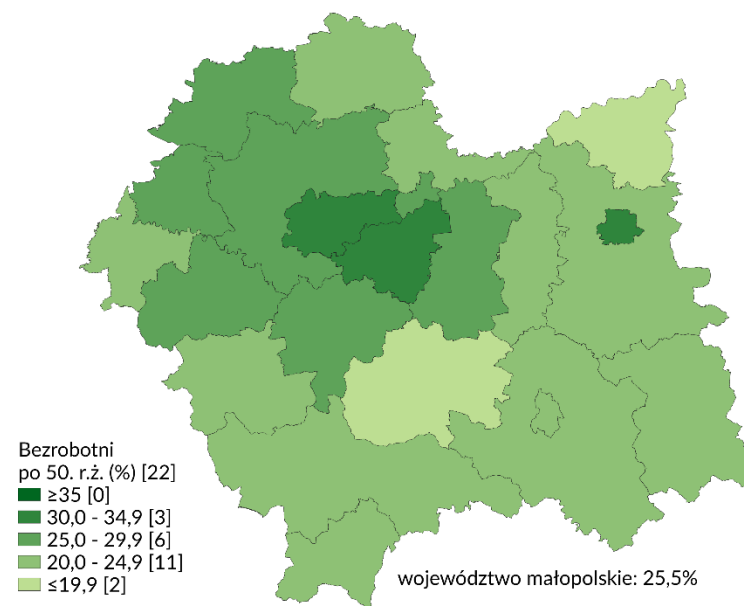 Bezrobotni
po 50. r.ż. (%) [22]
≥35 [0]
30,0 - 34,9 [3]
25,0 - 29,9 [6]
20,0 - 24,9 [11]
≤19,9 [2]
województwo małopolskie: 25,5%